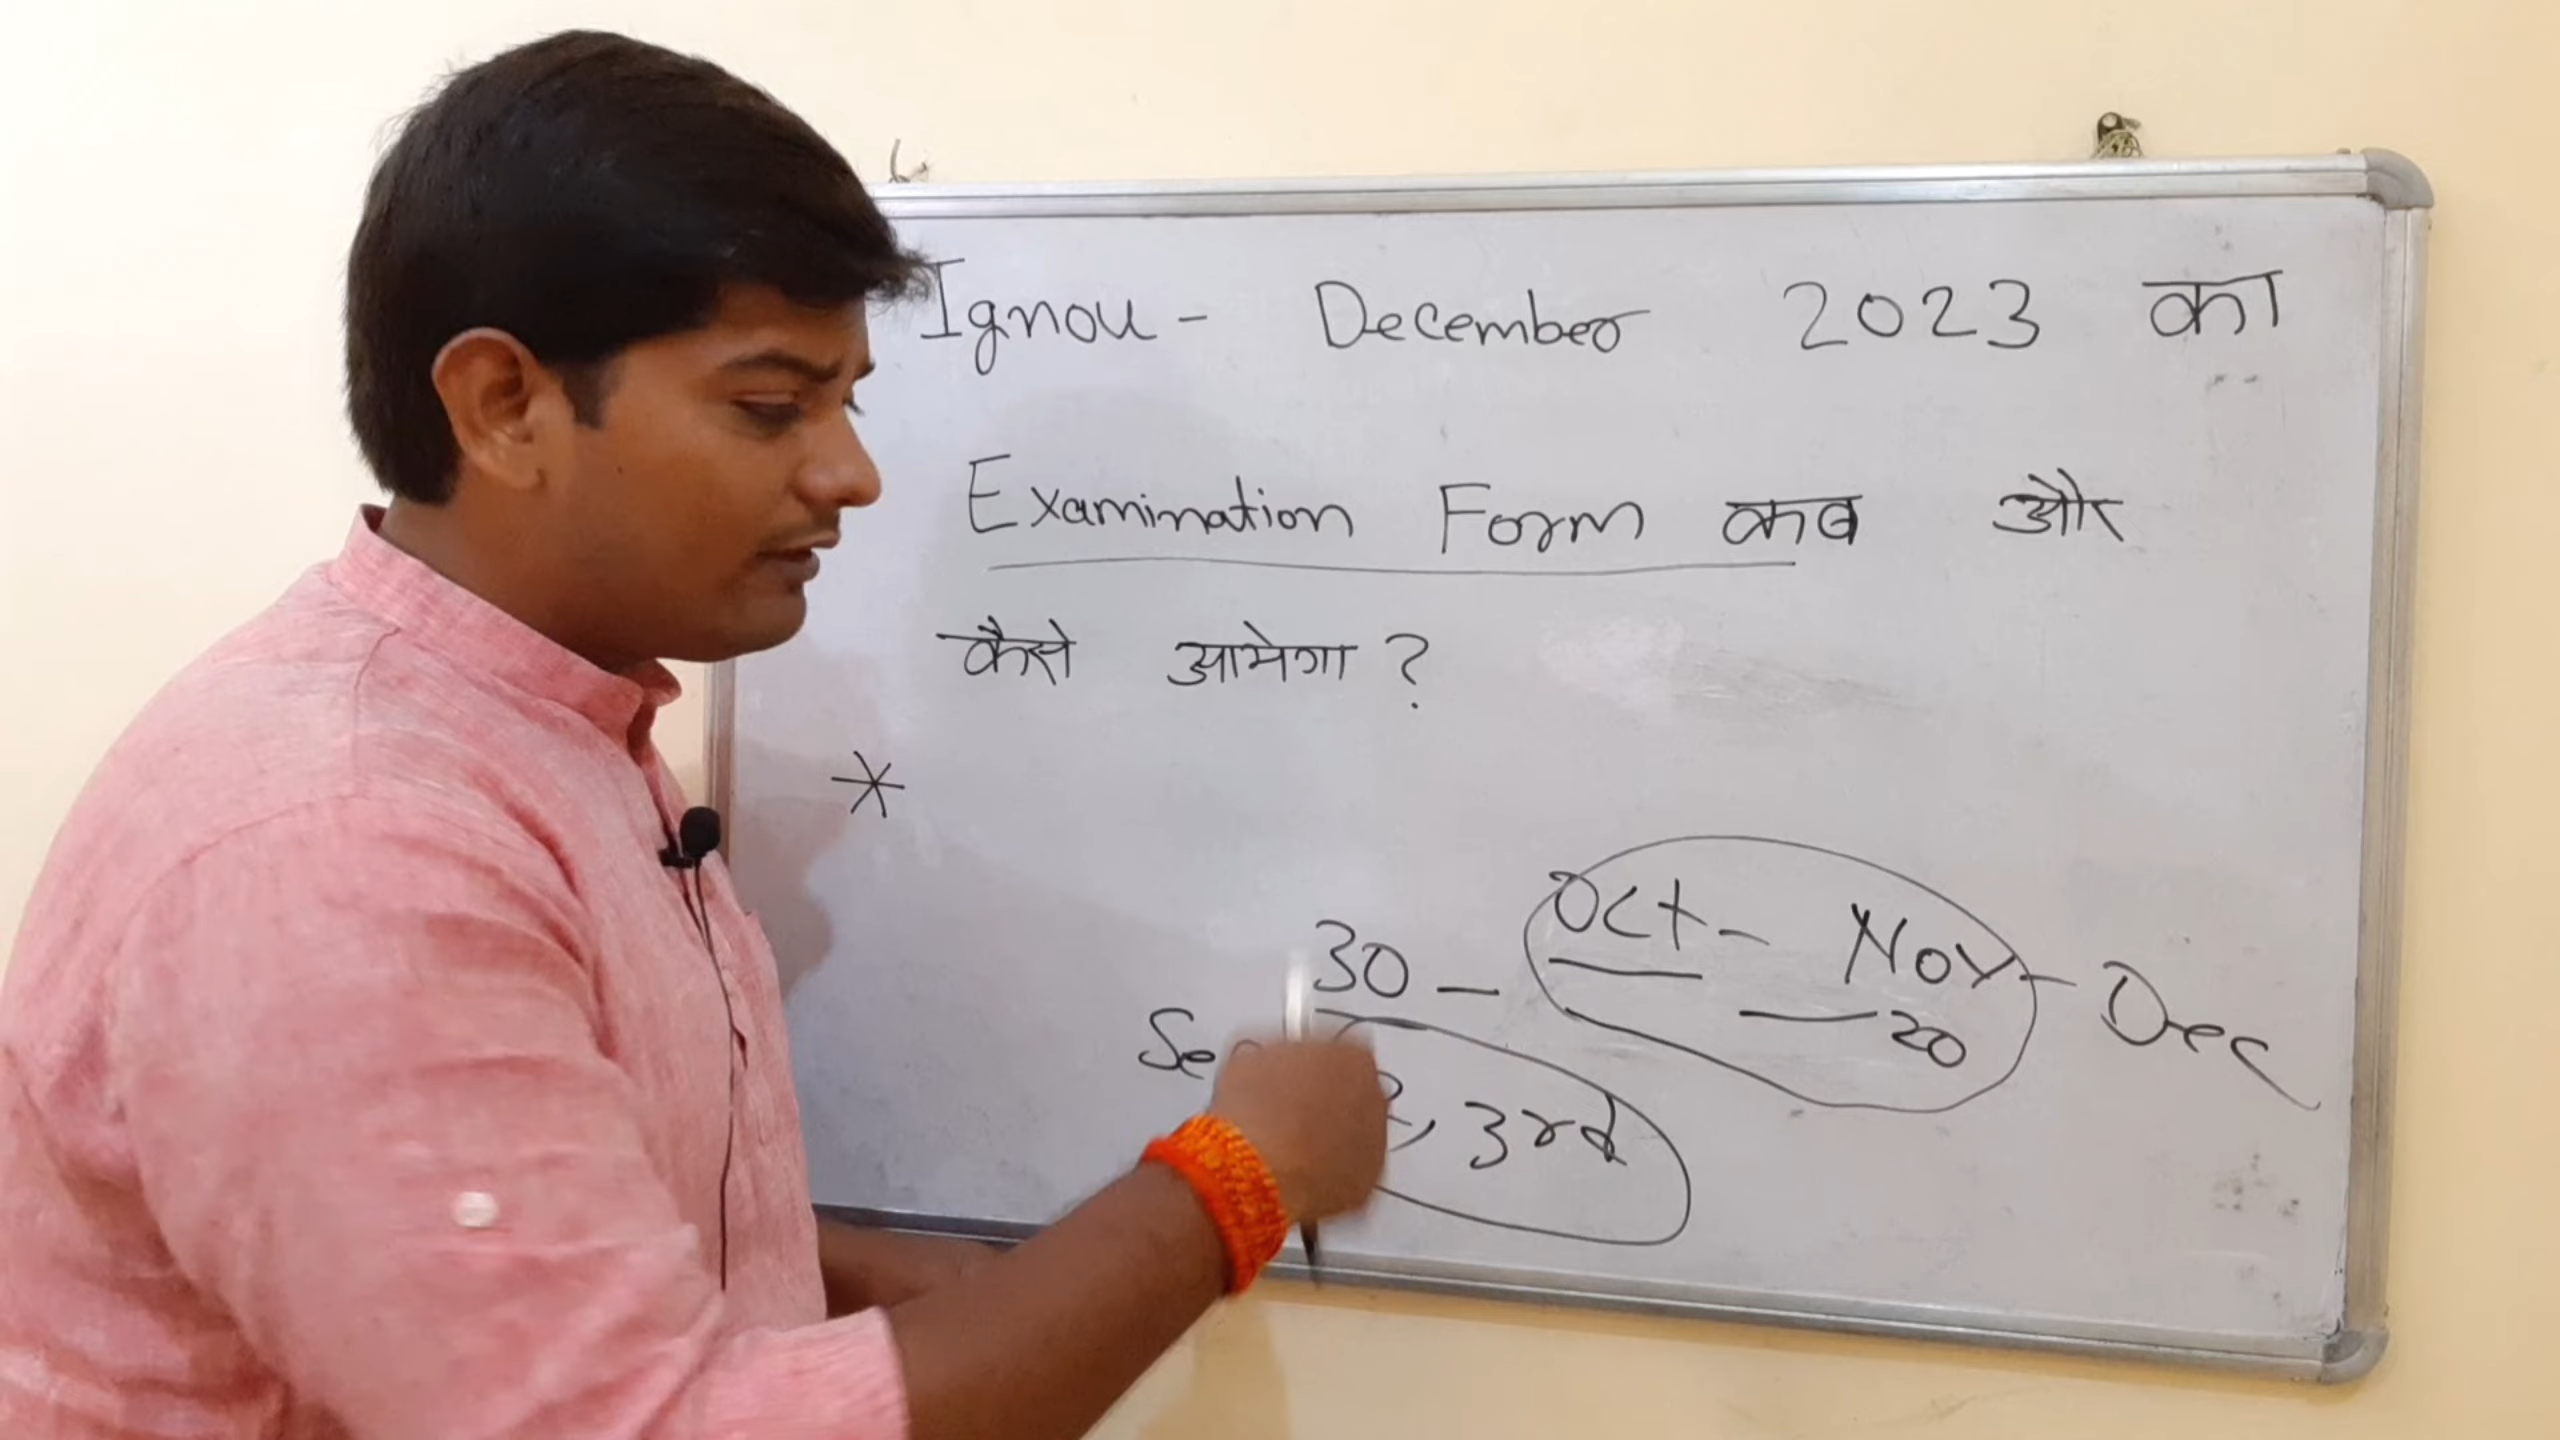 Ignou - December 2023 का
Examination Form कब और
कैसे आयेगा ?
*
30 - Oct - Nov - Dec
20
3rd